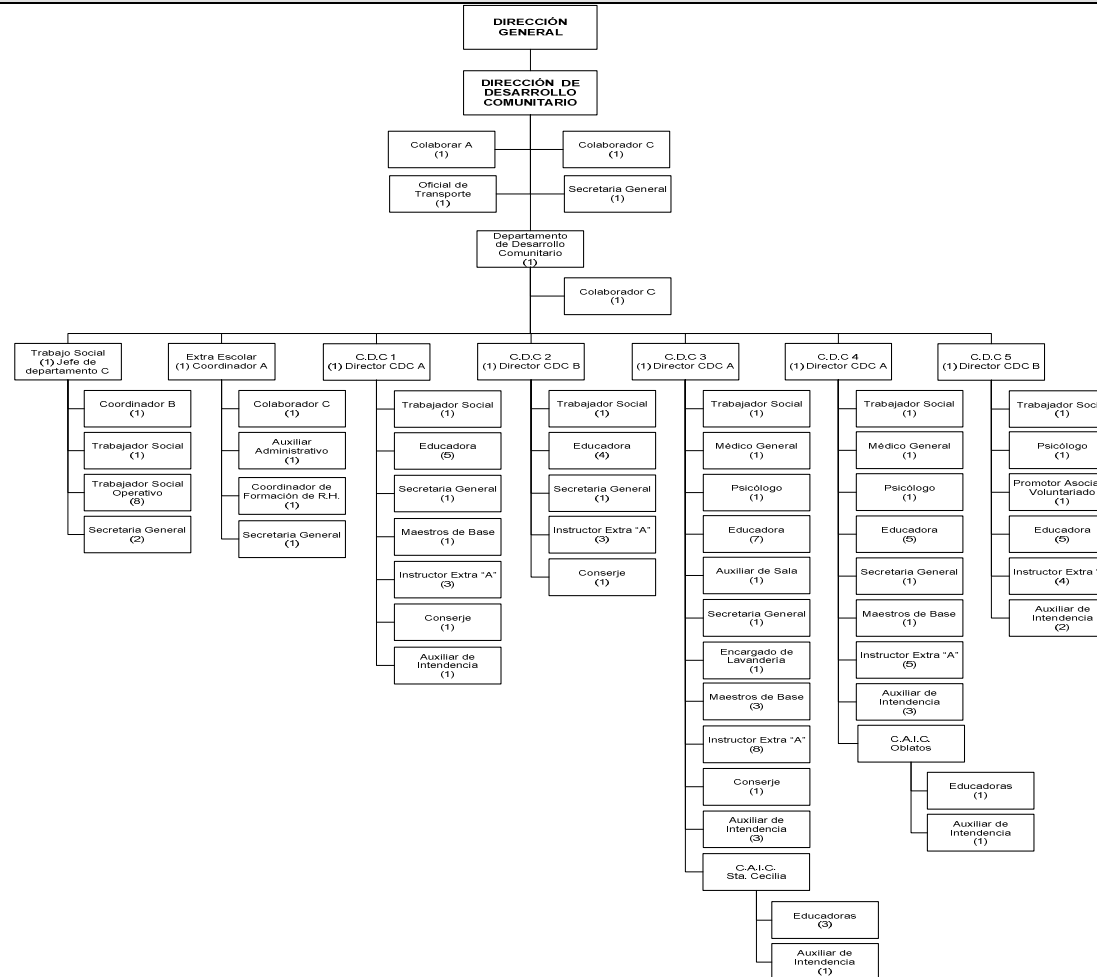 DIRECCIÓN
GENERAL
DIRECCIÓN DE
DESARROLLO
COMUNITARIO
Colaborar A
(1)
Colaborador C
(1)
Oficial de
Transporte
(1)
Secretaria General
(1)
Departamento
de Desarrollo
Comunitario
(1)
Colaborador C
(1)
Trabajo Social
(1) Jefe de
departamento C
Coordinador B
(1)
Trabajador Social
(1)
Trabajador Social
Operativo
(8)
Secretaria General
(2)
Extra Escolar
(1) Coordinador A
Colaborador C
(1)
Auxiliar
Administrativo
(1)
Coordinador de
Formación de R.H.
(1)
Secretaria General
(1)
C.D.C 1
(1) Director CDC A
Trabajador Social
(1)
Educadora
(5)
Secretaria General
(1)
Maestros de Base
(1)
Instructor Extra "A"
(3)
Conserje
(1)
Auxiliar de
Intendencia
(1)
C.D.C 2
(1) Director CDC B
Trabajador Social
(1)
Educadora
(4)
Secretaria General
(1)
Instructor Extra "A"
(3)
Conserje
(1)
C.D.C 3
(1) Director CDC A
Trabajador Social
(1)
Médico General
(1)
Psicólogo
(1)
Educadora
(7)
Auxiliar de Sala
(1)
Secretaria General
(1)
Encargado de
Lavandería
(1)
Maestros de Base
(3)
Instructor Extra "A"
(8)
Conserje
(1)
Auxiliar de
Intendencia
(3)
C.A.I.C.
Sta. Cecilia
Educadoras
(3)
Auxiliar de
Intendencia
(1)
C.D.C 4
(1) Director CDC A
Trabajador Social
(1)
Médico General
(1)
Psicólogo
(1)
Educadora
(5)
Secretaria General
(1)
Maestros de Base
(1)
Instructor Extra "A"
(5)
Auxiliar de
Intendencia
(3)
C.A.I.C.
Oblatos
Educadoras
(1)
Auxiliar de
Intendencia
(1)
C.D.C 5
(1) Director CDC B
Trabajador
(1)
Psicólogo
(1)
Promotor
Voluntariado
(1)
Educadora
(5)
Instructor Extra
(4)
Auxiliar de
Intendencia
(2)